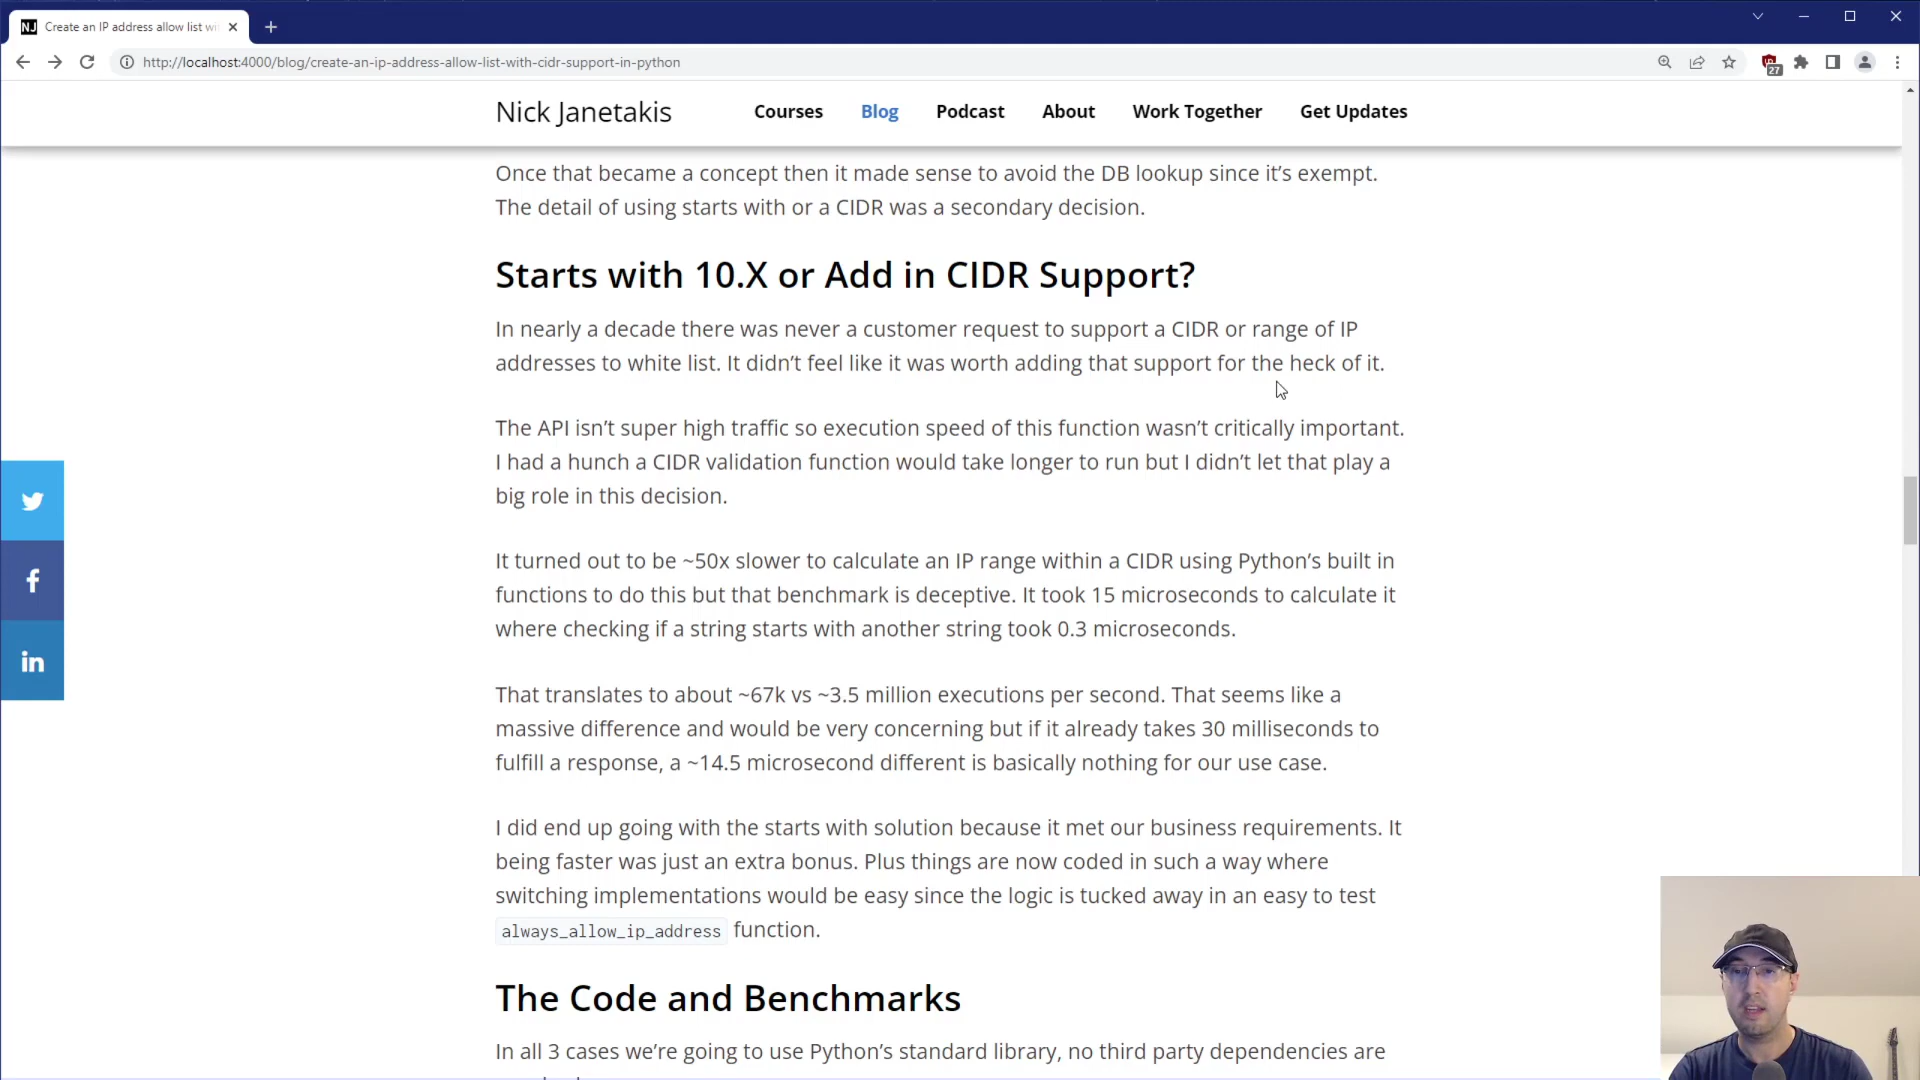 NJ Create an IP address allow list wi
http://localhost:4000/blog/create-an-ip-address-allow-list-with-cidr-support-in-python
27
Nick Janetakis Courses Blog Podcast About Work Together Get Updates
Once that became a concept then it made sense to avoid the DB lookup since it’s exempt.
The detail of using starts with or a CIDR was a secondary decision.
Starts with 10.X or Add in CIDR Support?
In nearly a decade there was never a customer request to support a CIDR or range of IP
addresses to white list. It didn’t feel like it was worth adding that support for the heck of it.
The API isn’t super high traffic so execution speed of this function wasn’t critically important.
I had a hunch a CIDR validation function would take longer to run but I didn’t let that play a
big role in this decision.
It turned out to be ~50x slower to calculate an IP range within a CIDR using Python’s built in
functions to do this but that benchmark is deceptive. It took 15 microseconds to calculate it
where checking if a string starts with another string took 0.3 microseconds.
That translates to about ~67k vs ~3.5 million executions per second. That seems like a
massive difference and would be very concerning but if it already takes 30 milliseconds to
fulfill a response, a ~14.5 microsecond different is basically nothing for our use case.
I did end up going with the starts with solution because it met our business requirements. It
being faster was just an extra bonus. Plus things are now coded in such a way where
switching implementations would be easy since the logic is tucked away in an easy to test
always_allow_ip_address function.
The Code and Benchmarks
In all 3 cases we’re going to use Python’s standard library, no third party dependencies are